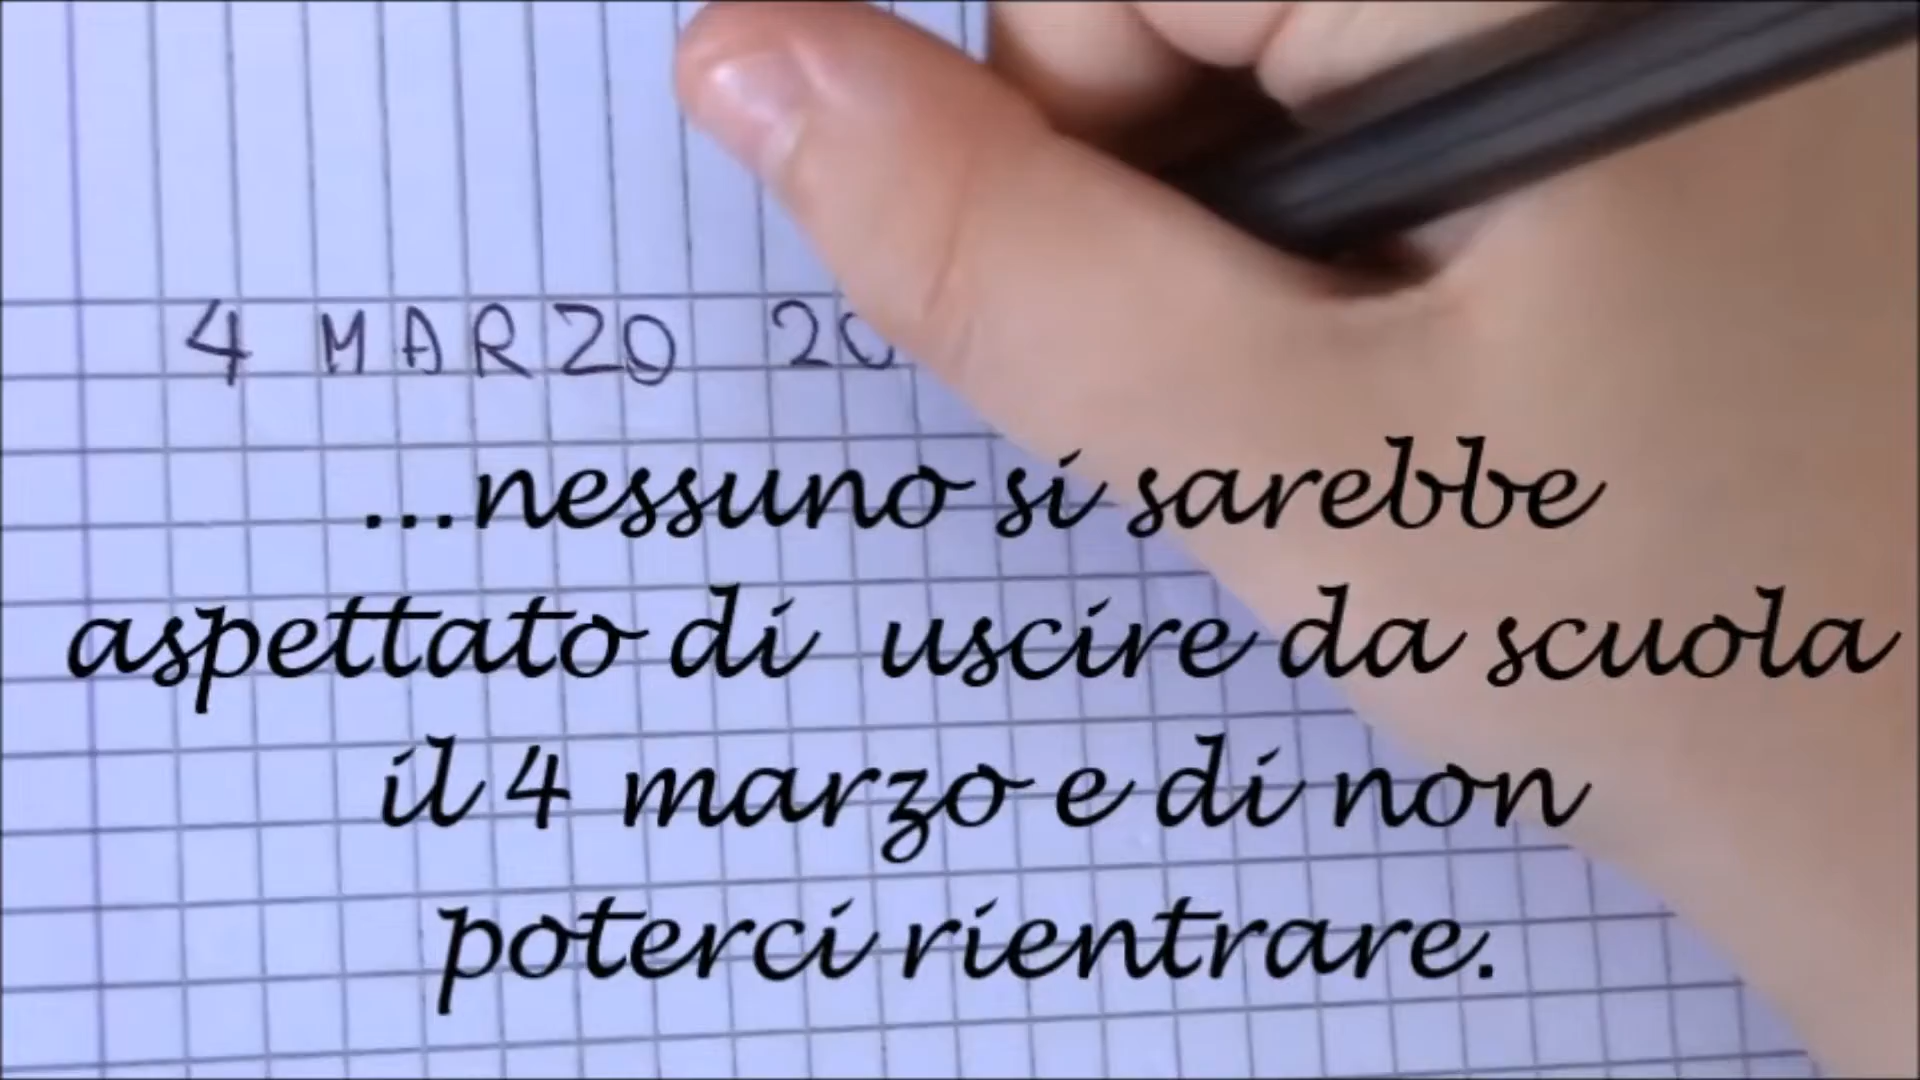 4 MARZO 20
...nessuno si sarebbe
aspettato di uscire da scuola
il 4 marzo e di non
poterci rientrare.